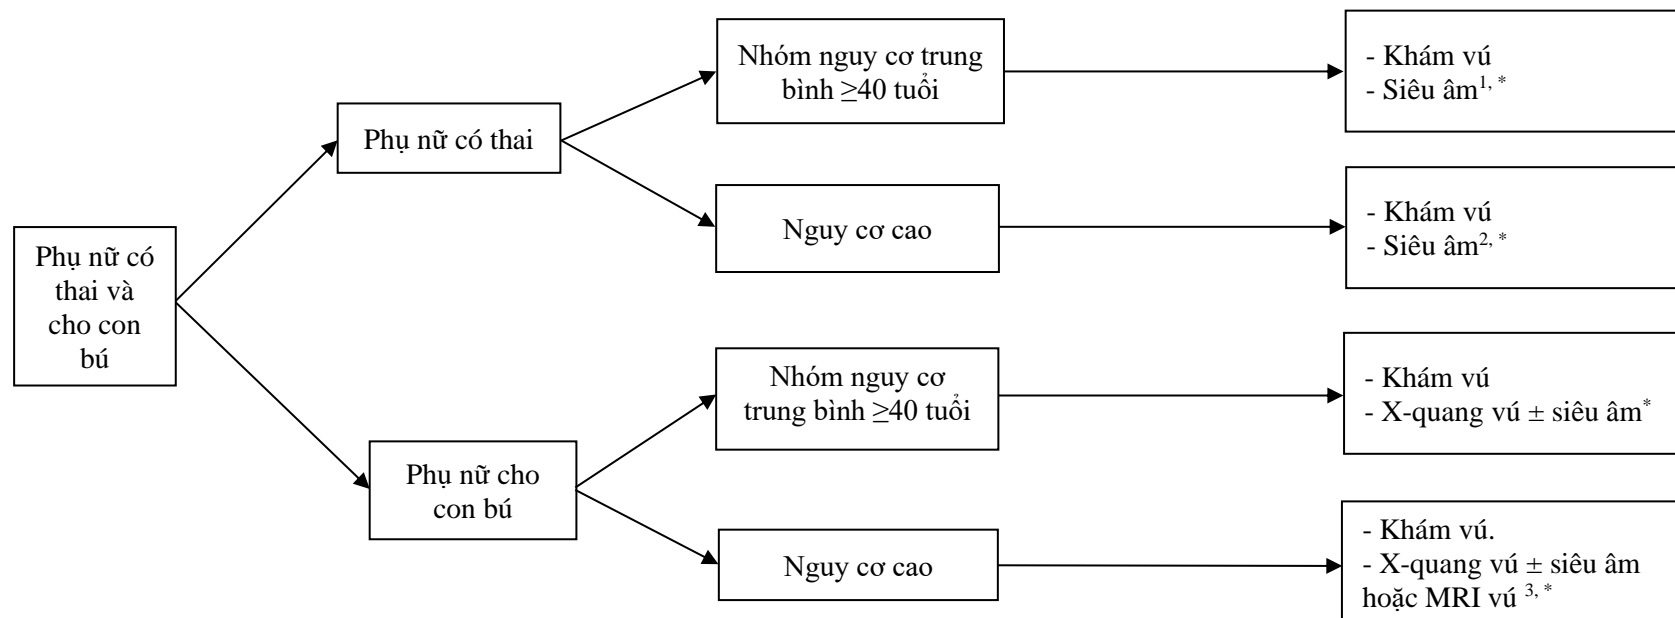 Phụ nữ có
thai và
cho con
bú
Phụ nữ có thai
Nhóm nguy cơ trung
bình ≥40 tuổi
- Khám vú
- Siêu âm¹, *
Nguy cơ cao
- Khám vú
- Siêu âm², *
Phụ nữ cho
con bú
Nhóm nguy cơ
trung bình ≥40 tuổi
- Khám vú
- X-quang vú ± siêu âm*
Nguy cơ cao
- Khám vú.
- X-quang vú ± siêu âm
hoặc MRI vú ³, *